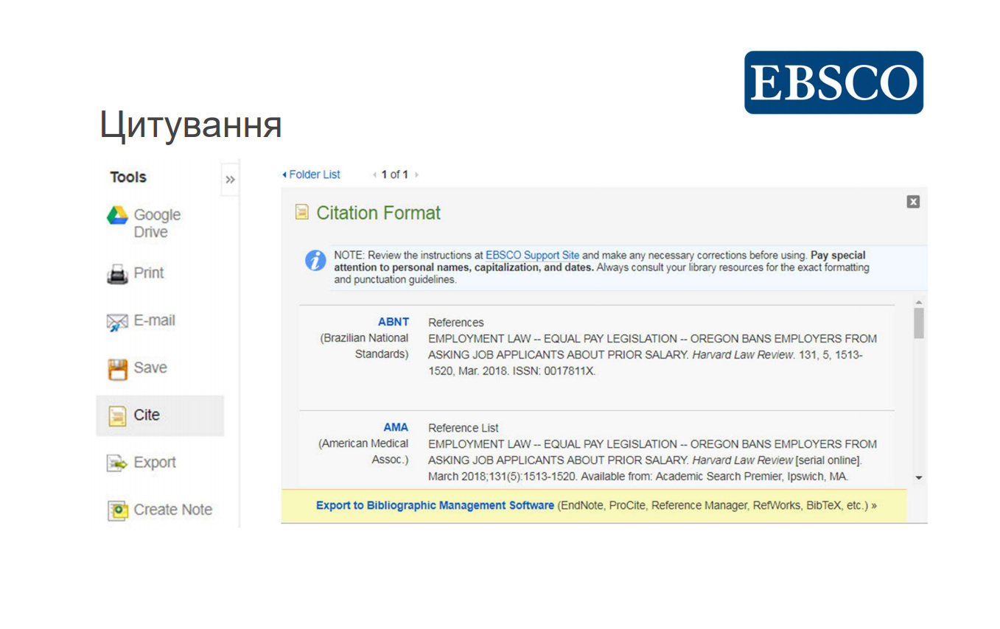 EBSCO
Цитування
Tools
»
Google
Drive
Print
E-mail
Save
Cite
Export
Create Note
Folder List
1 of 1
Citation Format
NOTE: Review the instructions at EBSCO Support Site and make any necessary corrections before using. Pay special
attention to personal names, capitalization, and dates. Always consult your library resources for the exact formatting
and punctuation guidelines.
ABNT
(Brazilian National
Standards)
References
EMPLOYMENT LAW -- EQUAL PAY LEGISLATION -- OREGON BANS EMPLOYERS FROM
ASKING JOB APPLICANTS ABOUT PRIOR SALARY. Harvard Law Review. 131, 5, 1513-
1520, Mar. 2018. ISSN: 0017811X.
AMA
(American Medical
Assoc.)
Reference List
EMPLOYMENT LAW -- EQUAL PAY LEGISLATION -- OREGON BANS EMPLOYERS FROM
ASKING JOB APPLICANTS ABOUT PRIOR SALARY. Harvard Law Review [serial online].
March 2018;131(5):1513-1520. Available from: Academic Search Premier, Ipswich, MA.
Export to Bibliographic Management Software (EndNote, ProCite, Reference Manager, RefWorks, BibTeX, etc.) »